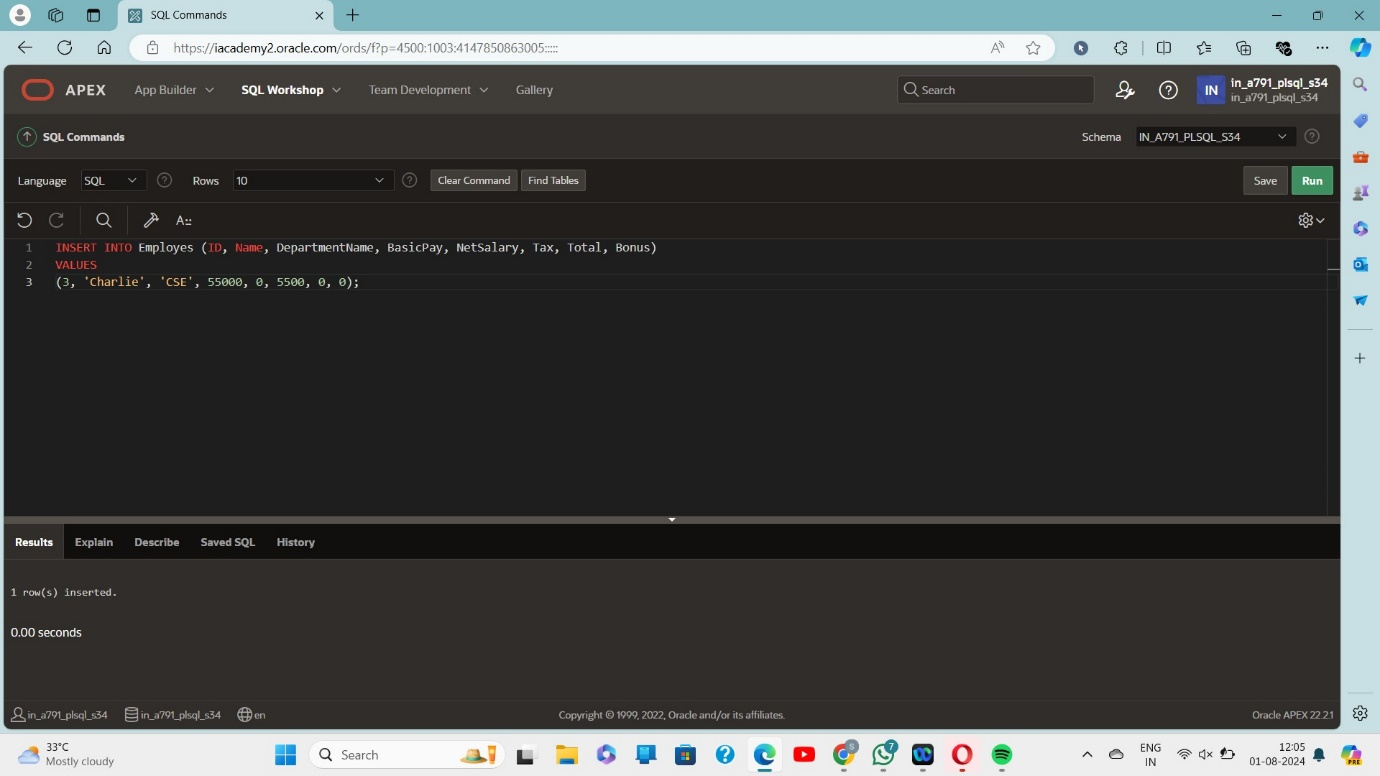 SQL Commands
https://iacademy2.oracle.com/ords/f?p=4500:1003:4147850863005:::::
APEX App Builder SQL Workshop Team Development Gallery Search IN in_a791_plsql_s34
in_a791_plsql_s34
SQL Commands Schema IN_A791_PLSQL_S34
Language SQL Rows 10 Clear Command Find Tables Save Run
A::
1 INSERT INTO Employes (ID, Name, DepartmentName, BasicPay, NetSalary, Tax, Total, Bonus)
2 VALUES
3 (3, 'Charlie', 'CSE', 55000, 0, 5500, 0, 0);
Results Explain Describe Saved SQL History
1 row(s) inserted.
0.00 seconds
in_a791_plsql_s34 in_a791_plsql_s34 en Copyright © 1999, 2022, Oracle and/or its affiliates. Oracle APEX 22.2.1
33°C
Mostly cloudy
Search
S
7
ENG
IN
12:05
01-08-2024
PRE